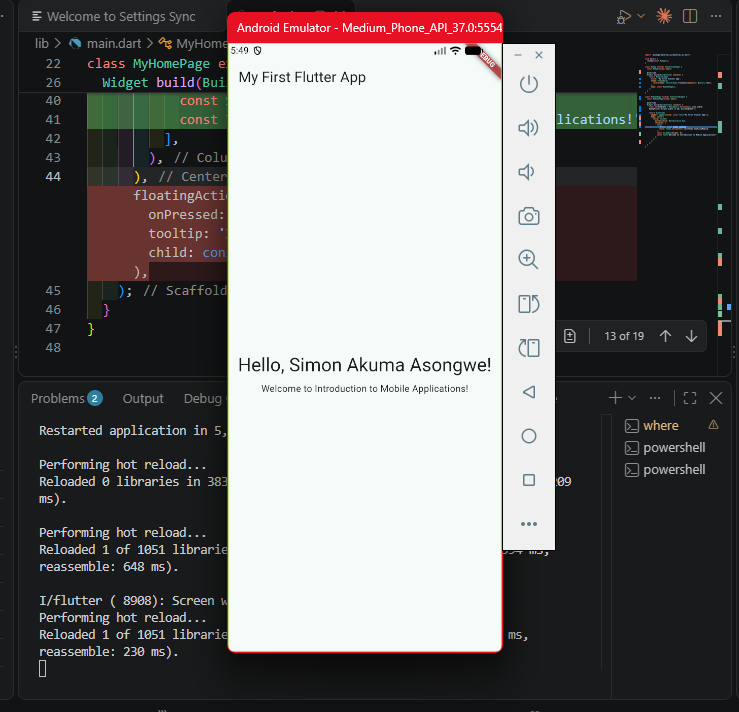 Welcome to Settings Sync
Android Emulator - Medium_Phone_API_37.0:5554
lib > main.dart > MyHome
5:49
DEBUG
My First Flutter App
22 class MyHomePage e
26 Widget build(Bui
40 const
41 const lications!'
42 ],
43 ), // Colu
44 ), // Center
floatingActi
onPressed:
tooltip: '
child: con
),
45 ); // Scaffold
46 }
47 }
48
13 of 19
Hello, Simon Akuma Asongwe!
Welcome to Introduction to Mobile Applications!
Problems 2 Output Debug
where
powershell
powershell
Restarted application in 5,
Performing hot reload...
Reloaded 0 libraries in 383 209
ms).
Performing hot reload...
Reloaded 1 of 1051 librarie ms,
reassemble: 648 ms).
I/flutter ( 8908): Screen w
Performing hot reload...
Reloaded 1 of 1051 librarie ms,
reassemble: 230 ms).